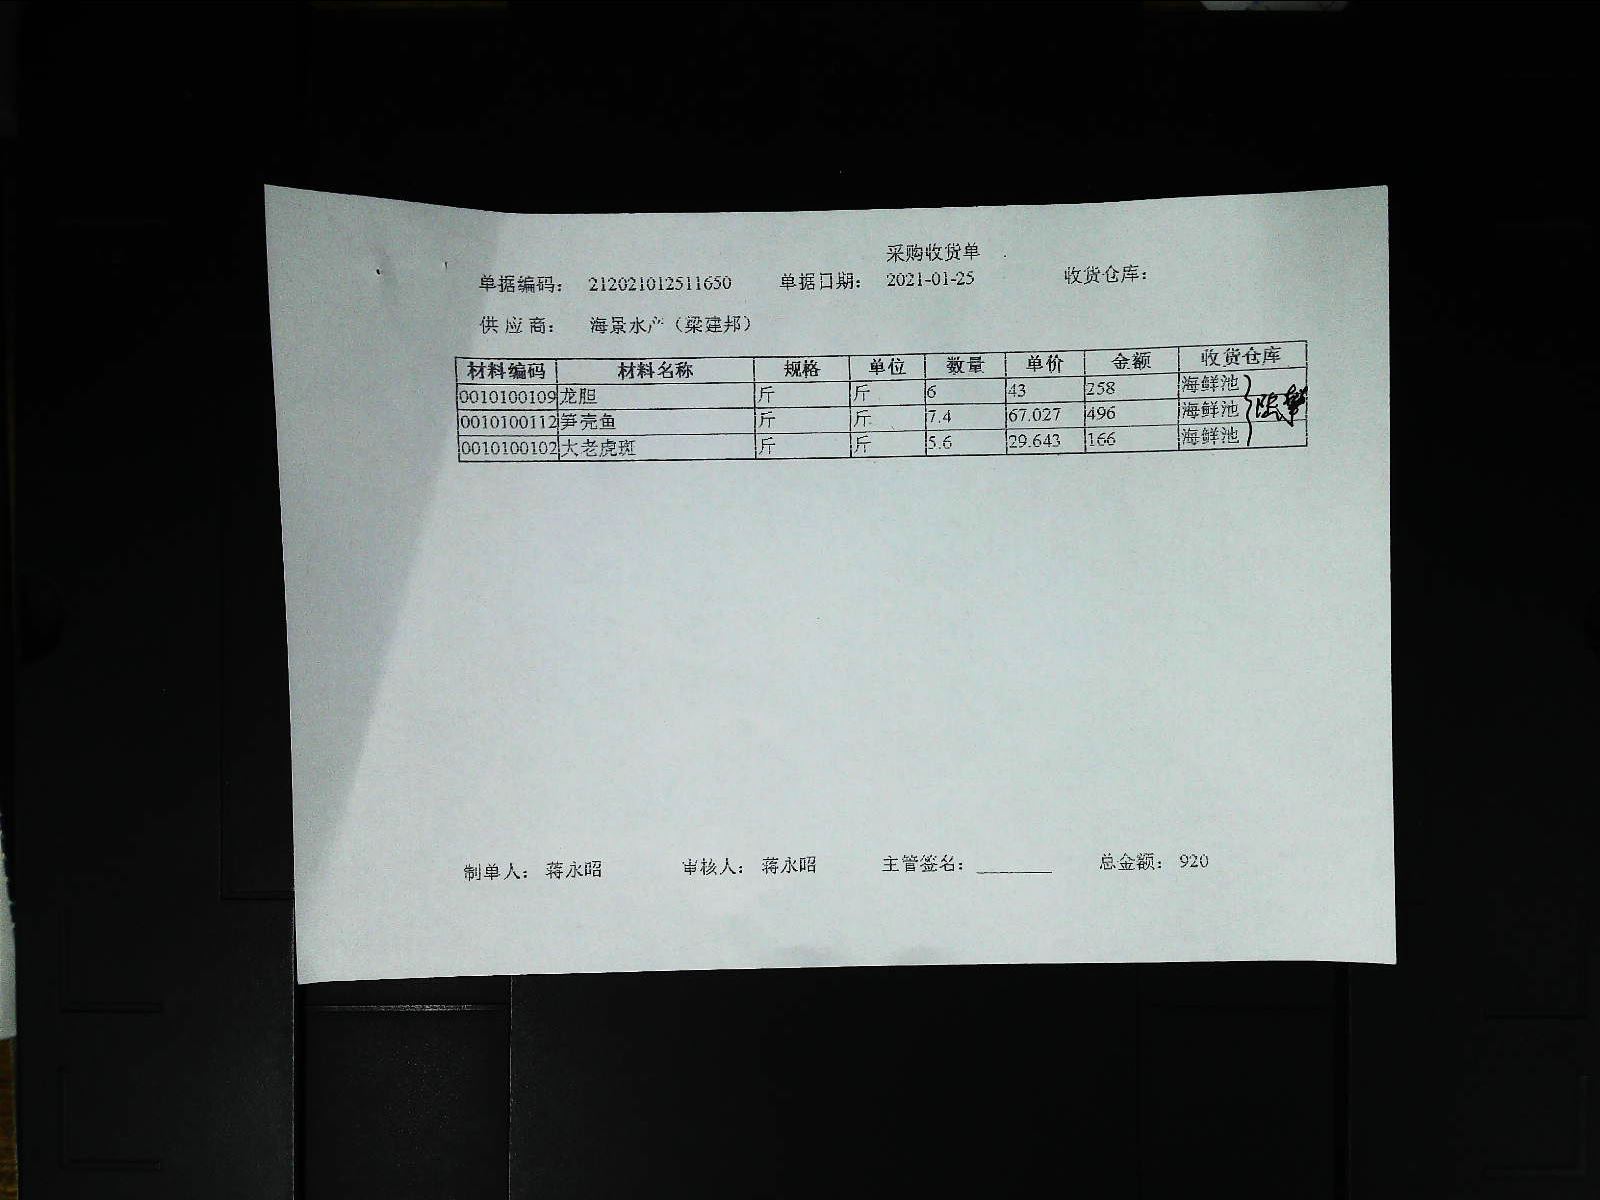 采购收货单
单据编码： 212021012511650 单据日期： 2021-01-25 收货仓库：
供应商： 海景水产（梁建邦）
材料编码 材料名称 规格 单位 数量 单价 金额 收货仓库
0010100109 龙胆 斤 斤 6 43 258 海鲜池
0010100112 笋壳鱼 斤 斤 7.4 67.027 496 海鲜池
0010100102 大老虎斑 斤 斤 5.6 29.643 166 海鲜池
制单人： 蒋永昭 审核人： 蒋永昭 主管签名： 总金额： 920